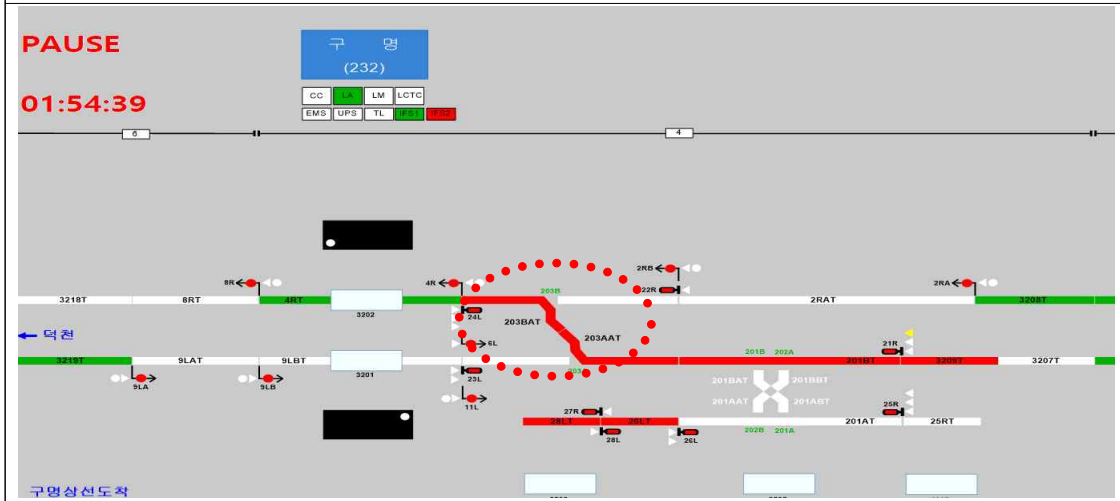 PAUSE
구 명
(232)
01:54:39
CC LA LM LCTC
EMS UPS TL IFS1 IFS2
6 4
8R 4R 203B 2RB 22R 2RA
3218T 8RT 4RT 2RAT 3208T
3202 24L
203BAT 203AAT
덕천 6L 21R
201B 202A
3219T 9LAT 9LBT 201BT 3209T 3207T
3201 23L
9LA 9LB 201BAT 201BBT
11L 201AAT 201ABT
27R 25R
28LT 26LT 201AT 25RT
28L 26L 202B 201A
구명상선도착